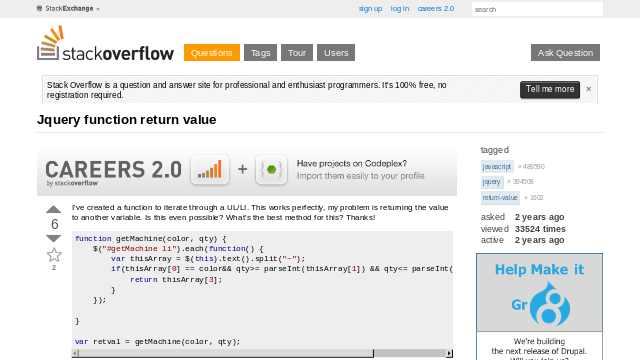 StackExchange
sign up log in careers 2.0
search
stackoverflow
Questions Tags Tour Users Ask Question
Stack Overflow is a question and answer site for professional and enthusiast programmers. It's 100% free, no
registration required.
Tell me more ×
Jquery function return value
CAREERS 2.0
by stackoverflow
+
Have projects on Codeplex?
Import them easily to your profile
6
2
I've created a function to iterate through a UL/LI. This works perfectly, my problem is returning the value
to another variable. Is this even possible? What's the best method for this? Thanks!
function getMachine(color, qty) {
$("#getMachine li").each(function() {
var thisArray = $(this).text().split("~");
if(thisArray[0] == color&& qty>= parseInt(thisArray[1]) && qty<= parseInt(
return thisArray[3];
}
});
}
var retval = getMachine(color, qty);
tagged
javascript × 489590
jquery × 394508
return-value × 1602
asked 2 years ago
viewed 33524 times
active 2 years ago
Help Make it
Gr
We're building
the next release of Drupal.
Will you join us?